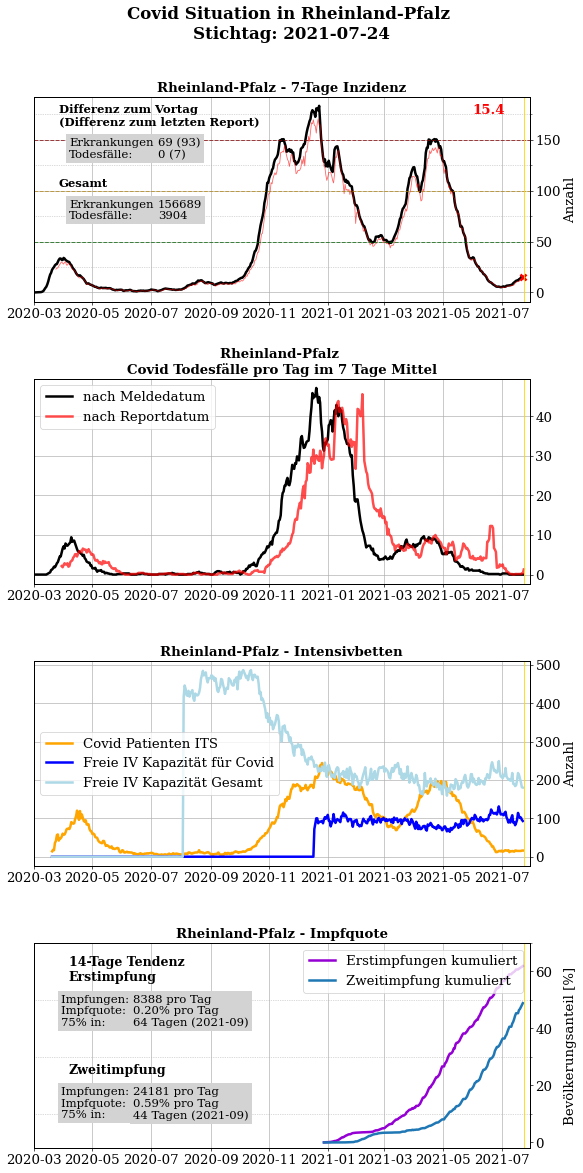 Covid Situation in Rheinland-Pfalz
Stichtag: 2021-07-24
Rheinland-Pfalz - 7-Tage Inzidenz
Differenz zum Vortag
(Differenz zum letzten Report)
Erkrankungen 69 (93)
Todesfälle: 0 (7)
Gesamt
Erkrankungen 156689
Todesfälle: 3904
15.4
150
100
50
0
Anzahl
2020-03 2020-05 2020-07 2020-09 2020-11 2021-01 2021-03 2021-05 2021-07
Rheinland-Pfalz
Covid Todesfälle pro Tag im 7 Tage Mittel
nach Meldedatum
nach Reportdatum
40
30
20
10
0
2020-03 2020-05 2020-07 2020-09 2020-11 2021-01 2021-03 2021-05 2021-07
Rheinland-Pfalz - Intensivbetten
Covid Patienten ITS
Freie IV Kapazität für Covid
Freie IV Kapazität Gesamt
500
400
300
200
100
0
Anzahl
2020-03 2020-05 2020-07 2020-09 2020-11 2021-01 2021-03 2021-05 2021-07
Rheinland-Pfalz - Impfquote
14-Tage Tendenz
Erstimpfung
Impfungen: 8388 pro Tag
Impfquote: 0.20% pro Tag
75% in: 64 Tagen (2021-09)
Zweitimpfung
Impfungen: 24181 pro Tag
Impfquote: 0.59% pro Tag
75% in: 44 Tagen (2021-09)
Erstimpfungen kumuliert
Zweitimpfung kumuliert
60
40
20
0
Bevölkerungsanteil [%]
2020-03 2020-05 2020-07 2020-09 2020-11 2021-01 2021-03 2021-05 2021-07